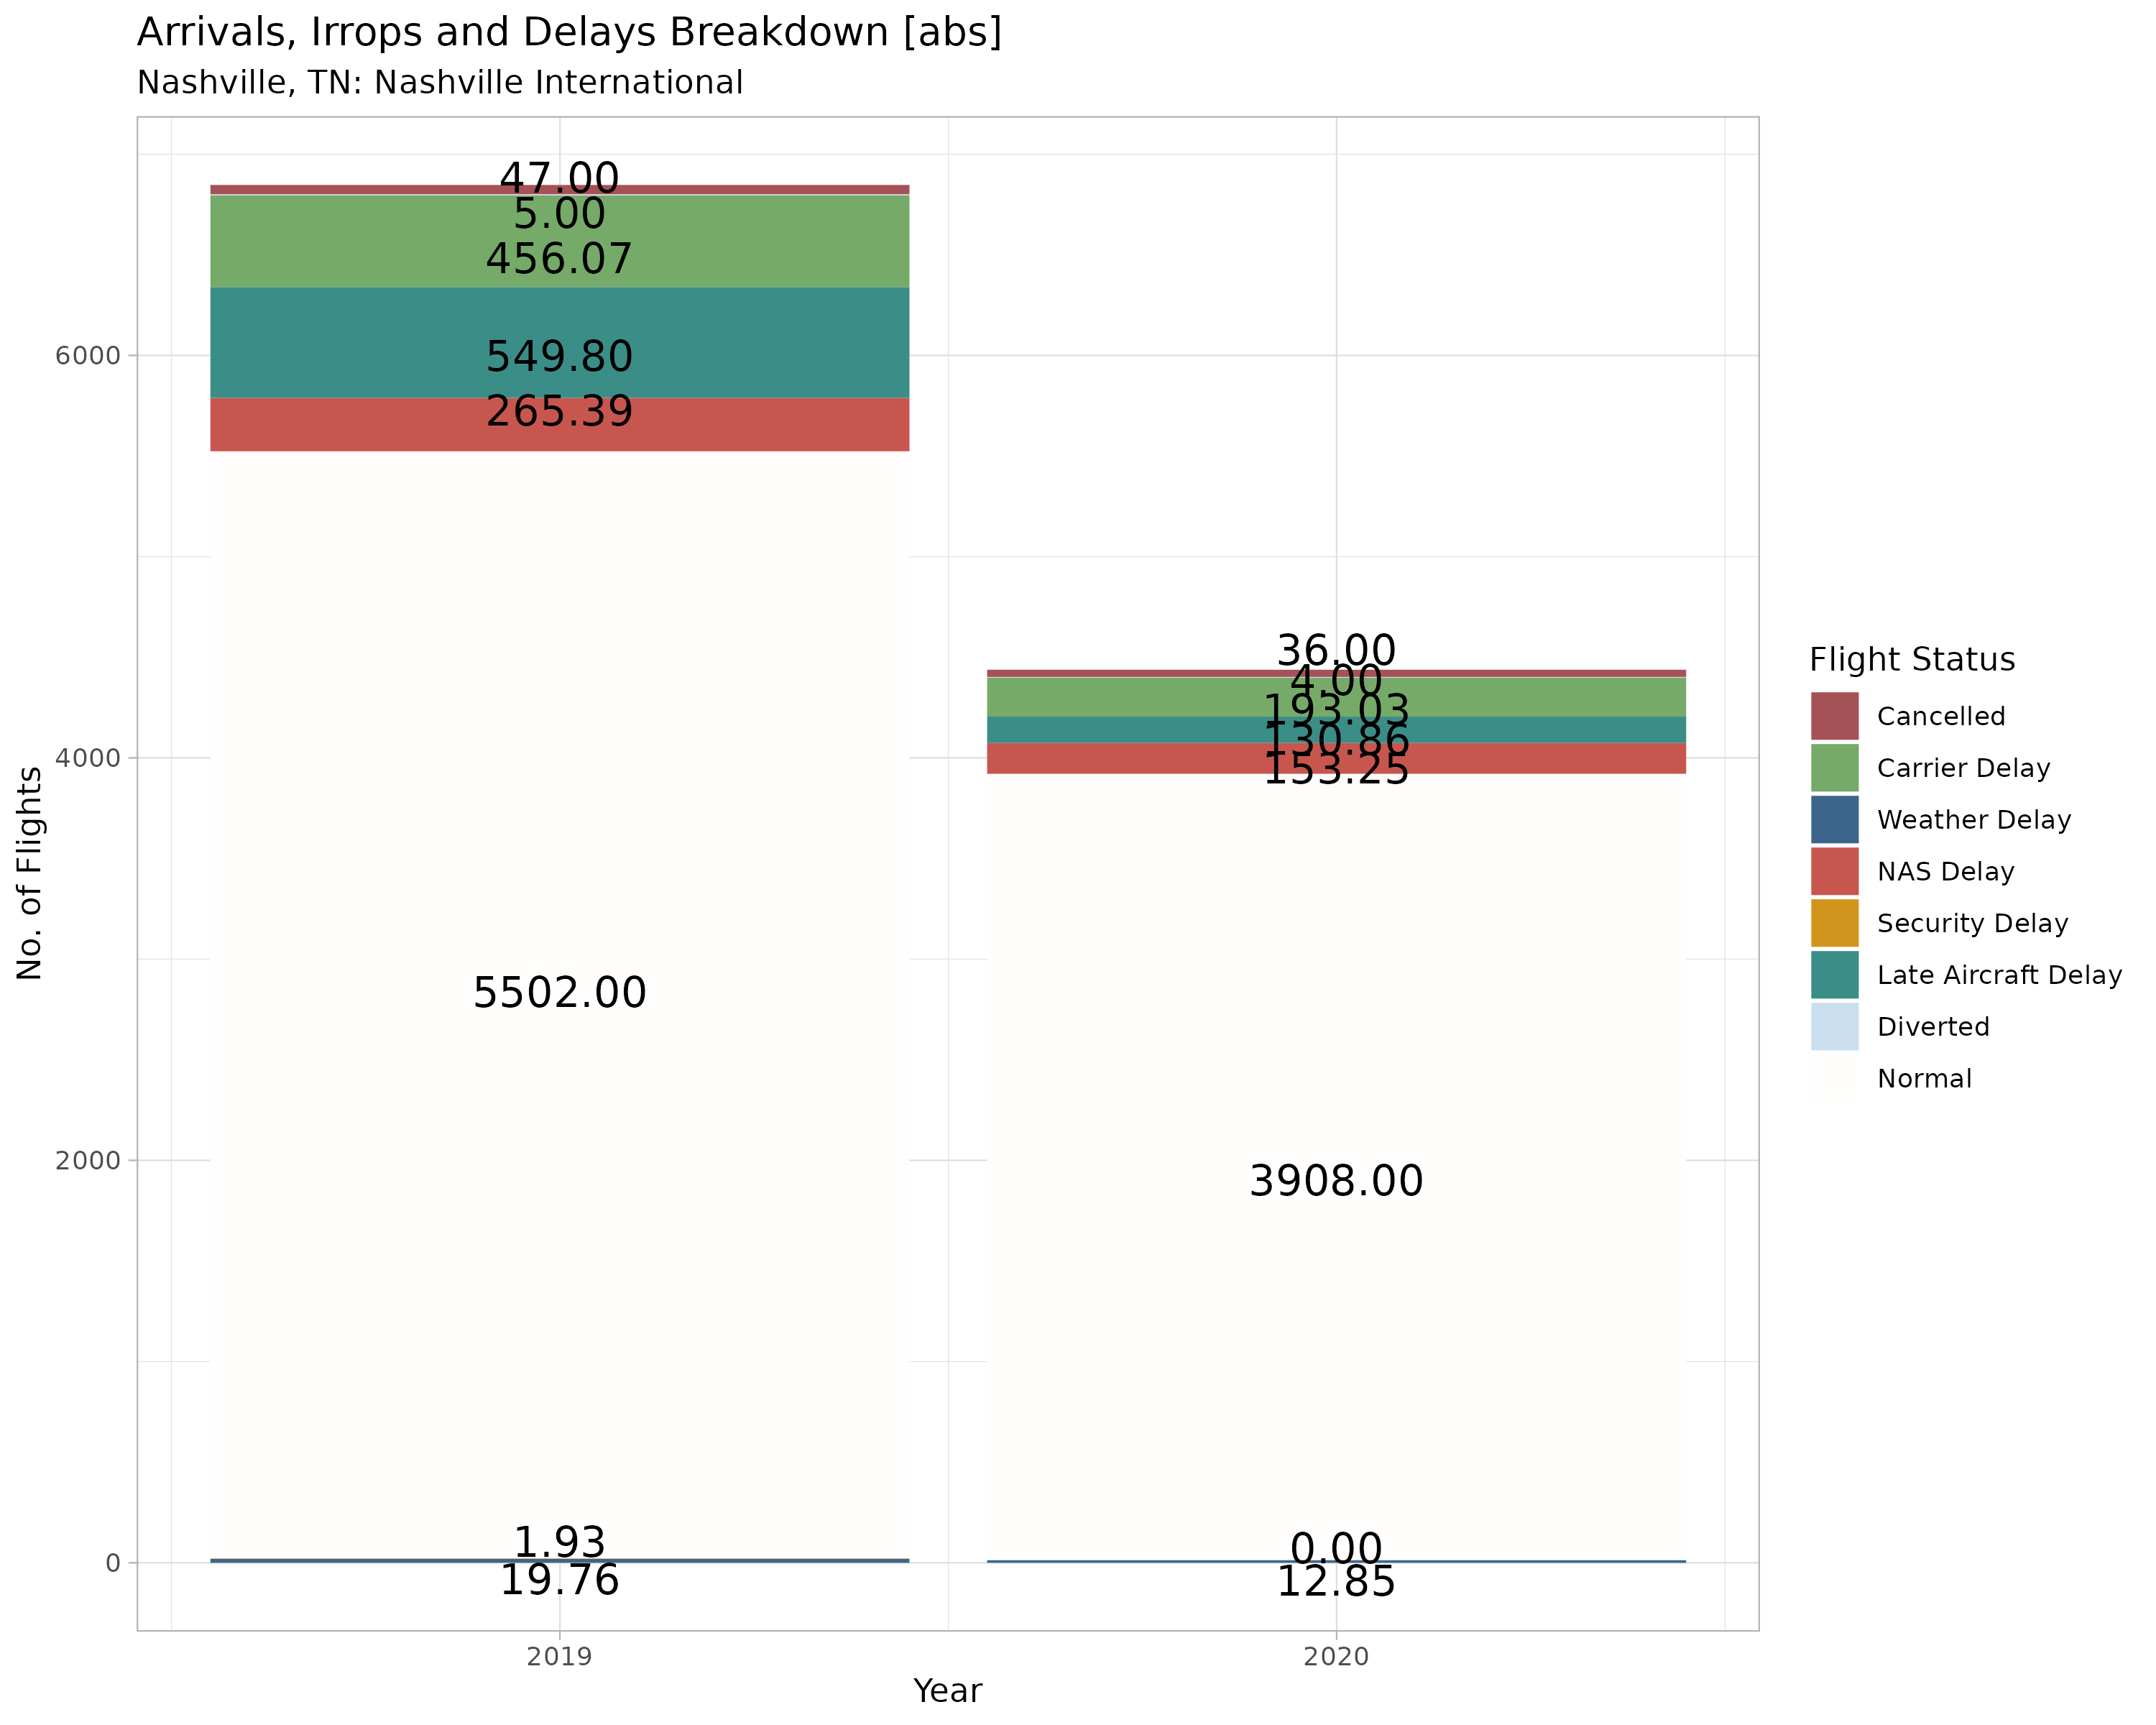 Arrivals, Irrops and Delays Breakdown [abs]
Nashville, TN: Nashville International
No. of Flights
6000
4000
2000
0
47.00
5.00
456.07
549.80
265.39
5502.00
1.93
19.76
36.00
4.00
193.03
130.86
153.25
3908.00
0.00
12.85
2019
2020
Year
Flight Status
Cancelled
Carrier Delay
Weather Delay
NAS Delay
Security Delay
Late Aircraft Delay
Diverted
Normal